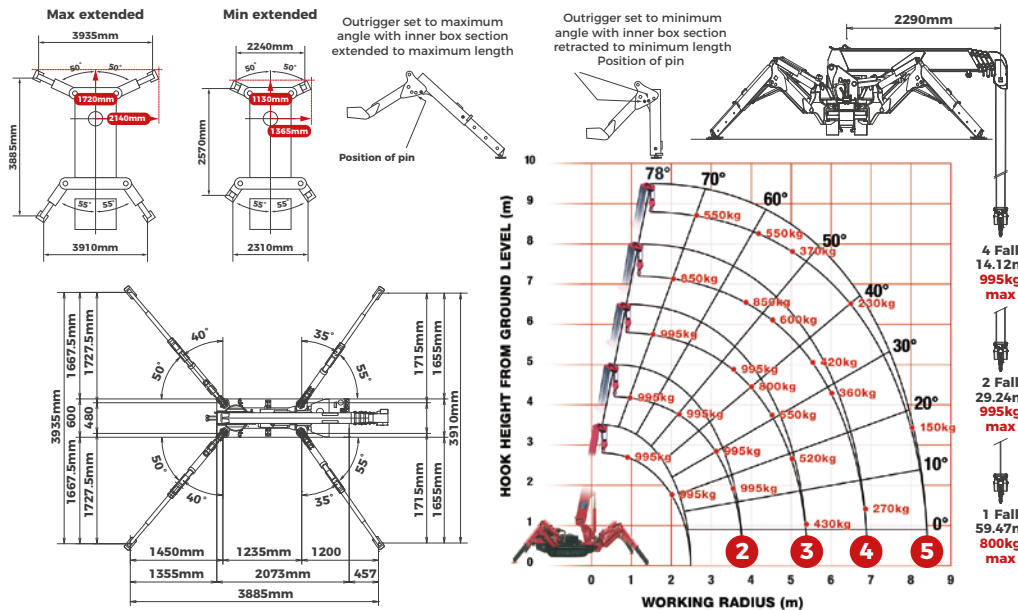 Max extended
3935mm
50°
50°
1720mm
2140mm
3885mm
55°
55°
3910mm
Min extended
2240mm
50°
50°
1130mm
1365mm
2570mm
55°
55°
2310mm
Outrigger set to maximum
angle with inner box section
extended to maximum length
Position of pin
Outrigger set to minimum
angle with inner box section
retracted to minimum length
Position of pin
2290mm
4 Fall
995kg
max
2 Fall
995kg
max
1 Fall
800kg
max
3935mm
1667.5mm
600
1667.5mm
1727.5mm
480
1727.5mm
40°
50°
35°
55°
50°
40°
55°
35°
1715mm
1715mm
1655mm
1655mm
3910mm
1450mm
1235mm
1200
1355mm
2073mm
457
3885mm
HOOK HEIGHT FROM GROUND LEVEL (m)
10
9
8
7
6
5
4
3
2
1
0
78°
70°
60°
50°
40°
30°
20°
10°
0°
550kg
550kg
370kg
230kg
150kg
850kg
850kg
600kg
420kg
360kg
270kg
995kg
995kg
800kg
550kg
520kg
430kg
995kg
995kg
995kg
995kg
995kg
995kg
2
3
4
5
0
1
2
3
4
5
6
7
8
9
WORKING RADIUS (m)